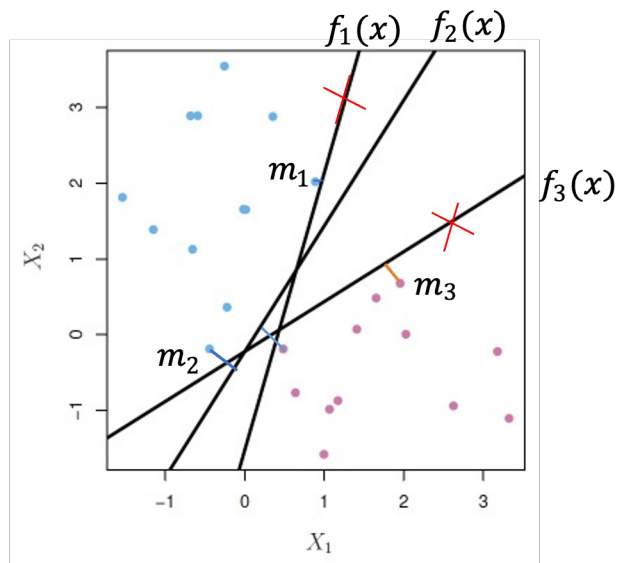 f₁(x) f₂(x)
3
m₁
2
f₃(x)
X₂
1
m₃
0
m₂
−1
−1 0 1 2 3
X₁